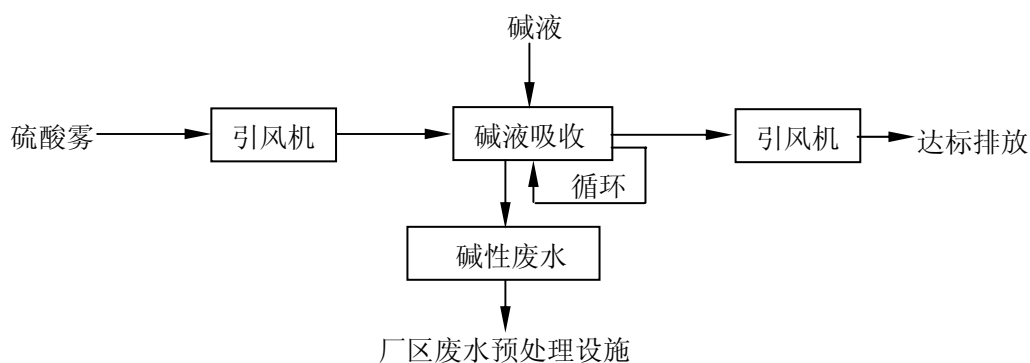 碱液
硫酸雾
引风机
碱液吸收
引风机
达标排放
循环
碱性废水
厂区废水预处理设施